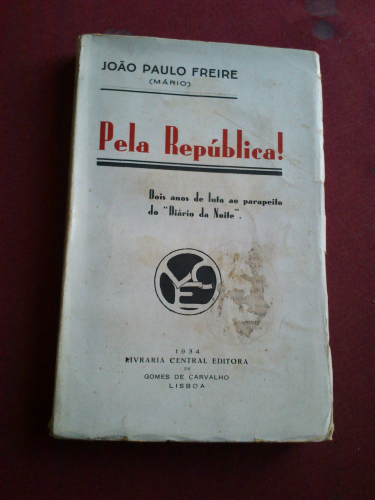 JOÃO PAULO FREIRE
(MÁRIO)
Pela República!
Dois anos de luta ao parapeito
do "Diário da Noite".
1934
LIVRARIA CENTRAL EDITORA
DE
GOMES DE CARVALHO
LISBOA